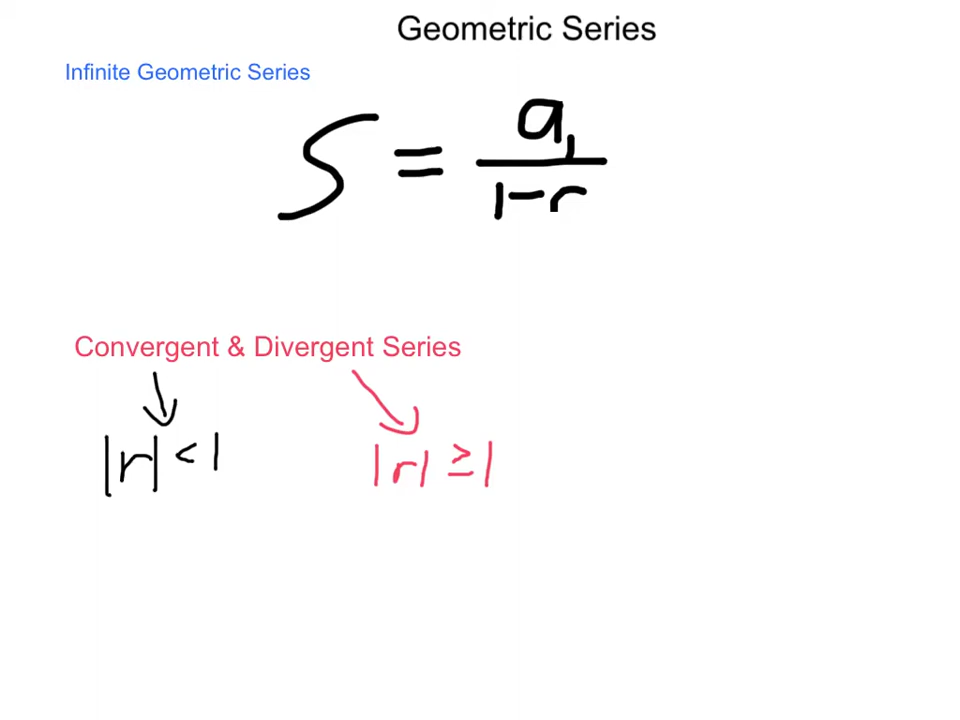 Geometric Series
Infinite Geometric Series
S = a₁ / 1-r
Convergent & Divergent Series
|r| < 1 |r| ≥ 1